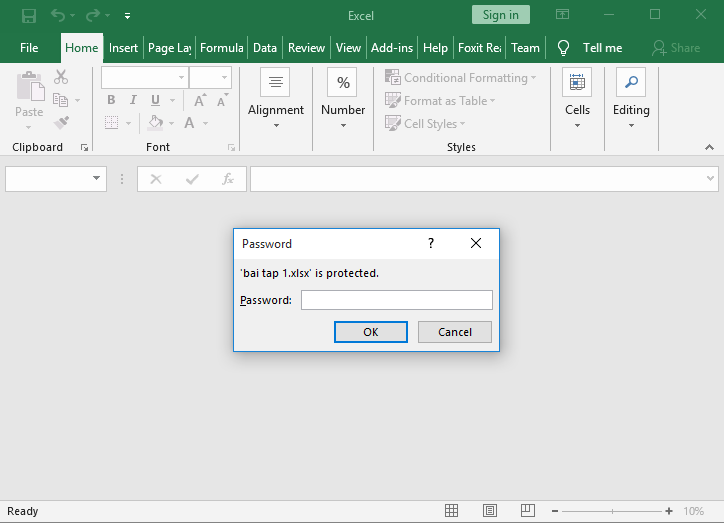 Excel
Sign in
File Home Insert Page Lay Formula Data Review View Add-ins Help Foxit Rea Team Tell me Share
Paste
B I U A A
A
Clipboard
Font
Alignment
%
Number
Conditional Formatting
Format as Table
Cell Styles
Styles
Cells
Editing
fx
Password ?
'bai tap 1.xlsx' is protected.
Password:
OK Cancel
Ready
10%